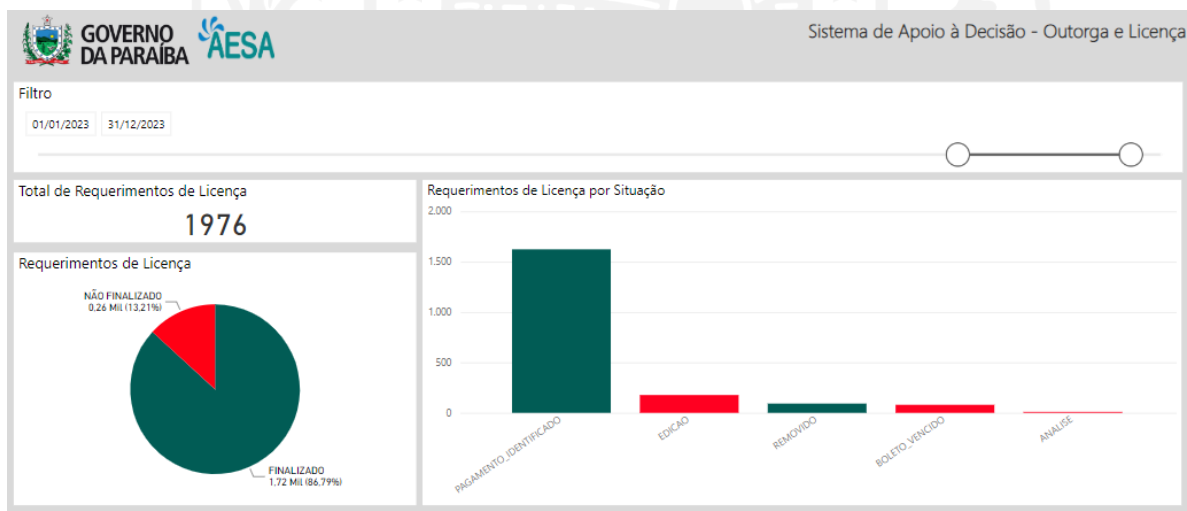 GOVERNO
DA PARAÍBA
AESA
Sistema de Apoio à Decisão - Outorga e Licença
Filtro
01/01/2023 31/12/2023
Total de Requerimentos de Licença
1976
Requerimentos de Licença
NÃO FINALIZADO
0,26 Mil (13,21%)
FINALIZADO
1,72 Mil (86,79%)
Requerimentos de Licença por Situação
2.000
1.500
1.000
500
0
PAGAMENTO_IDENTIFICADO
EDICAO
REMOVIDO
BOLETO_VENCIDO
ANALISE